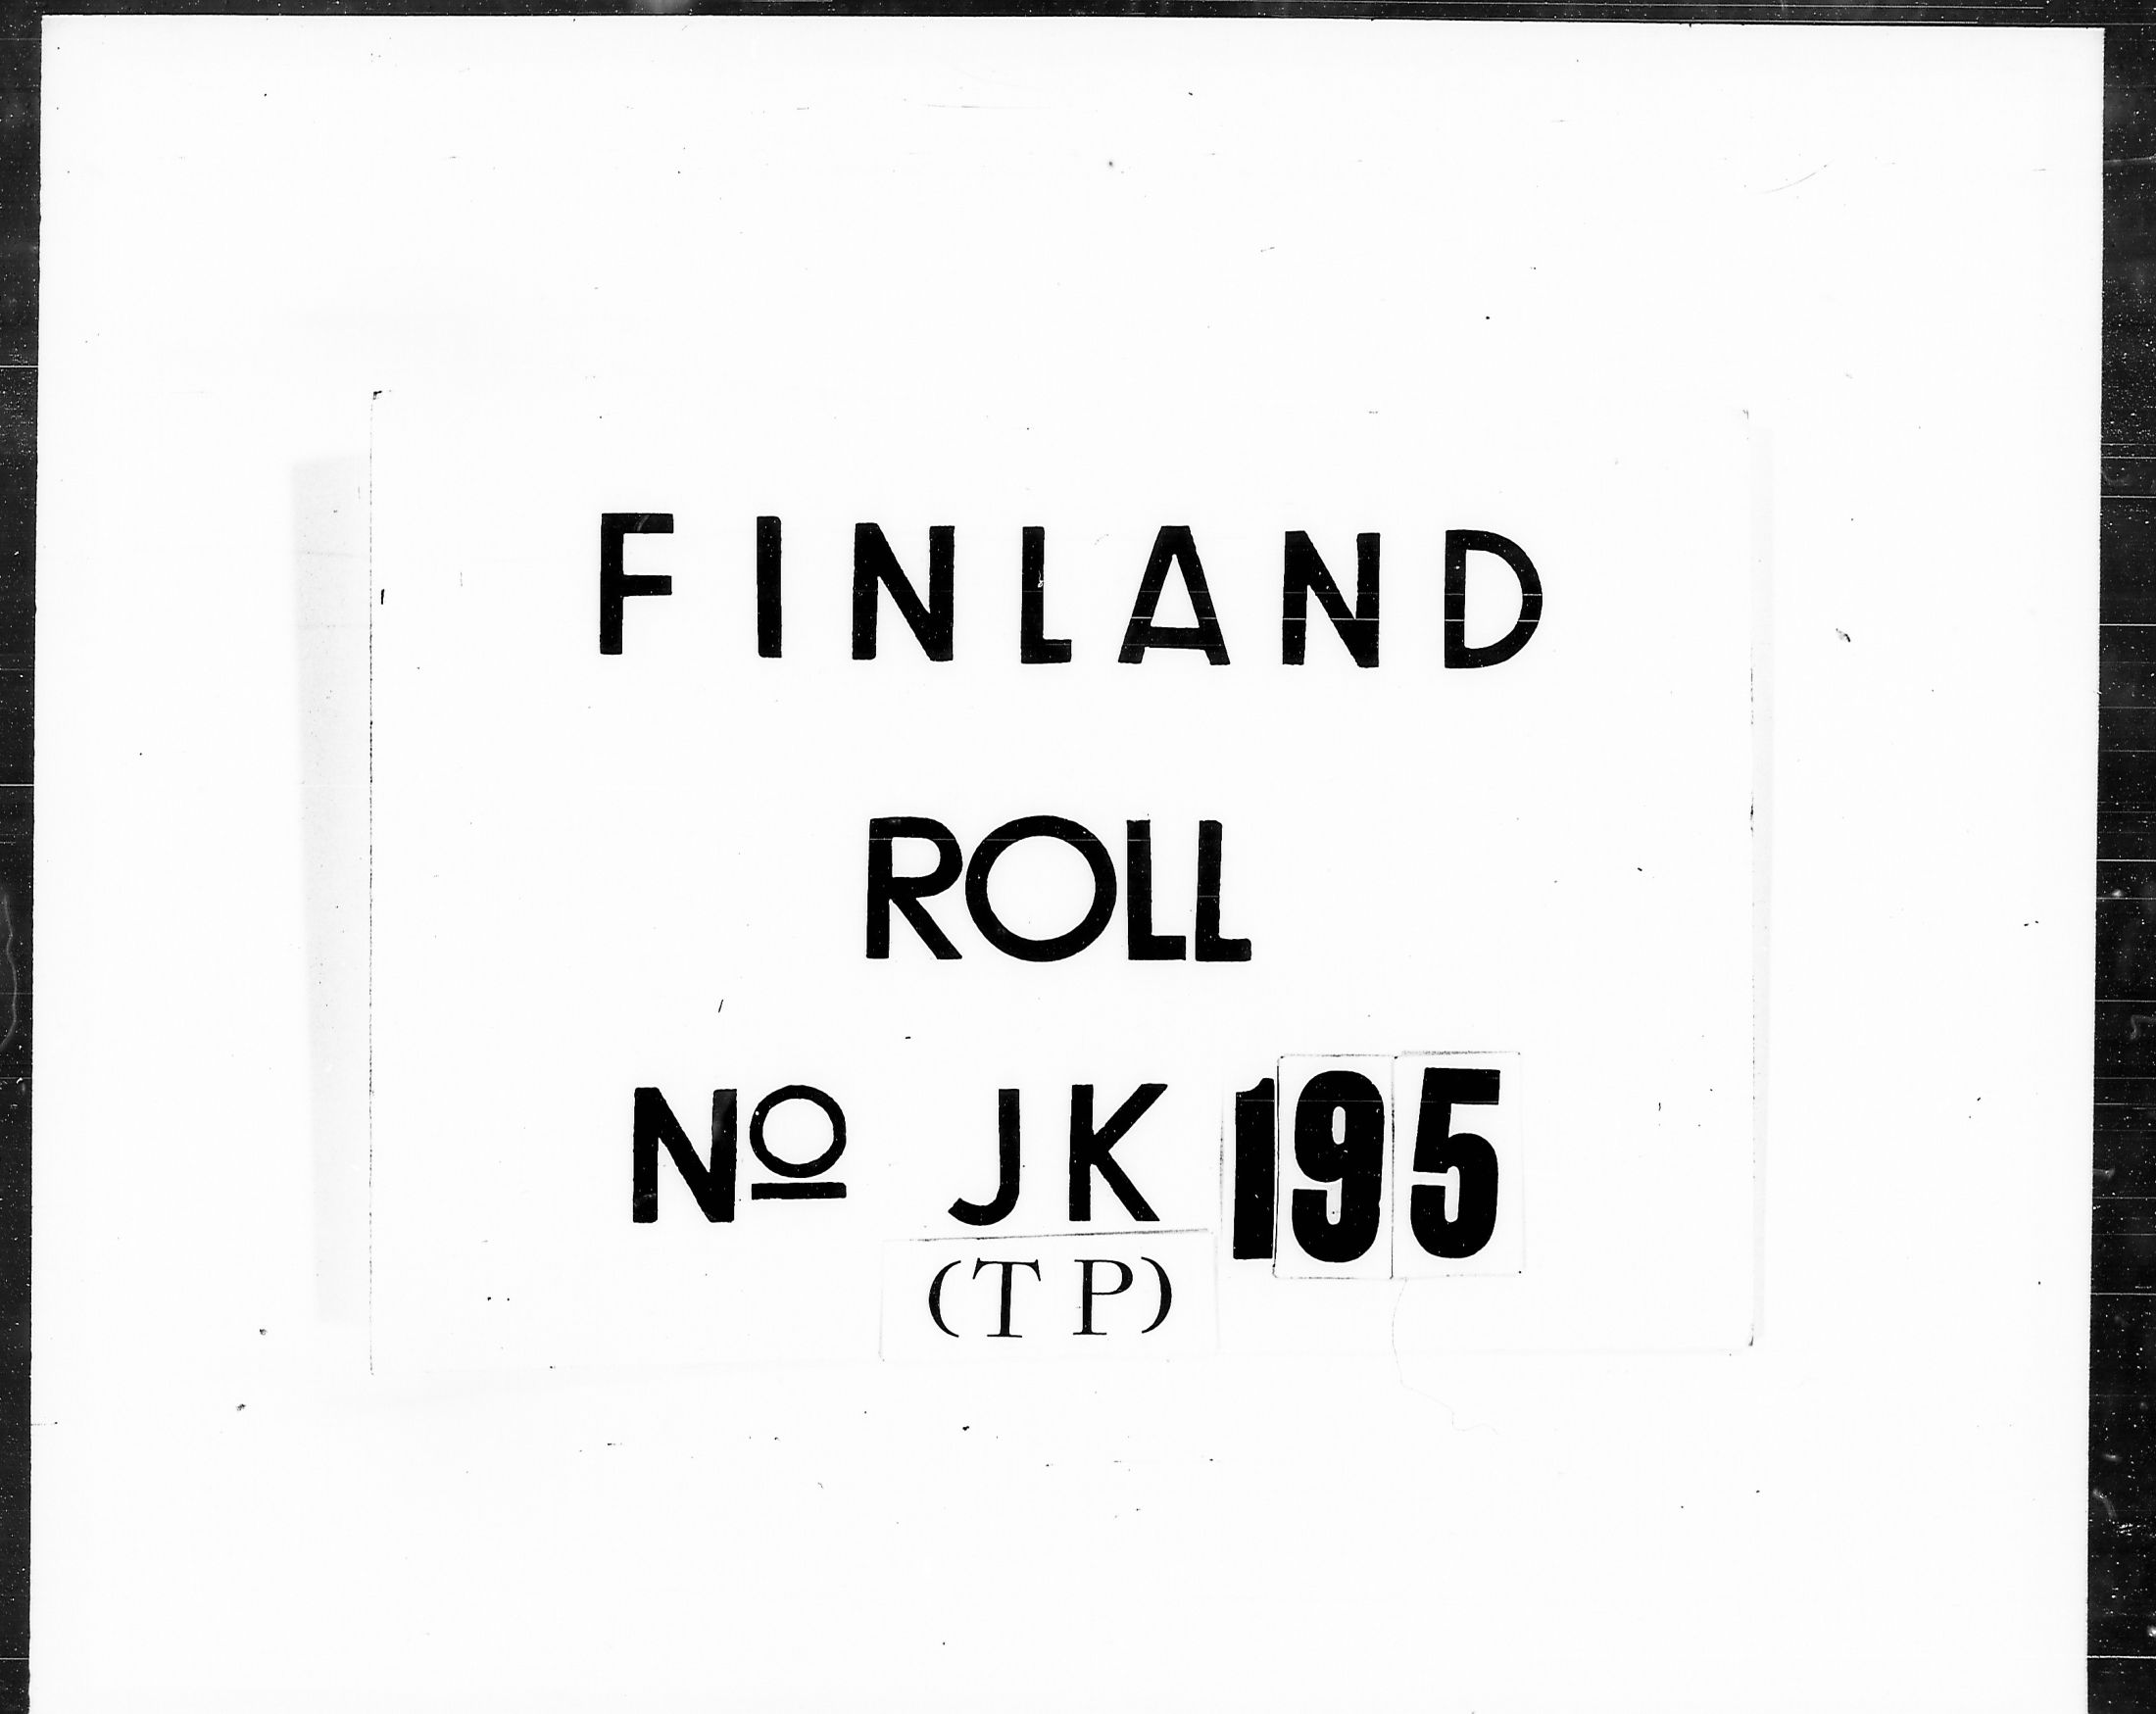 FINLAND
ROLL
Nº JK 195
(TP)